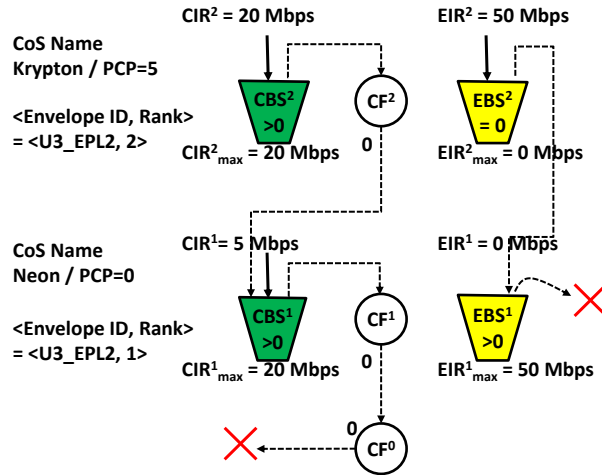 CIR² = 20 Mbps
EIR² = 50 Mbps
CoS Name
Krypton / PCP=5
<Envelope ID, Rank>
= <U3_EPL2, 2>
CBS²
>0
CF²
0
EBS²
= 0
CIR²max = 20 Mbps
EIR²max = 0 Mbps
CoS Name
Neon / PCP=0
<Envelope ID, Rank>
= <U3_EPL2, 1>
CIR¹= 5 Mbps
EIR¹ = 0 Mbps
CBS¹
>0
CF¹
0
EBS¹
>0
CIR¹max = 20 Mbps
EIR¹max = 50 Mbps
0
CF⁰